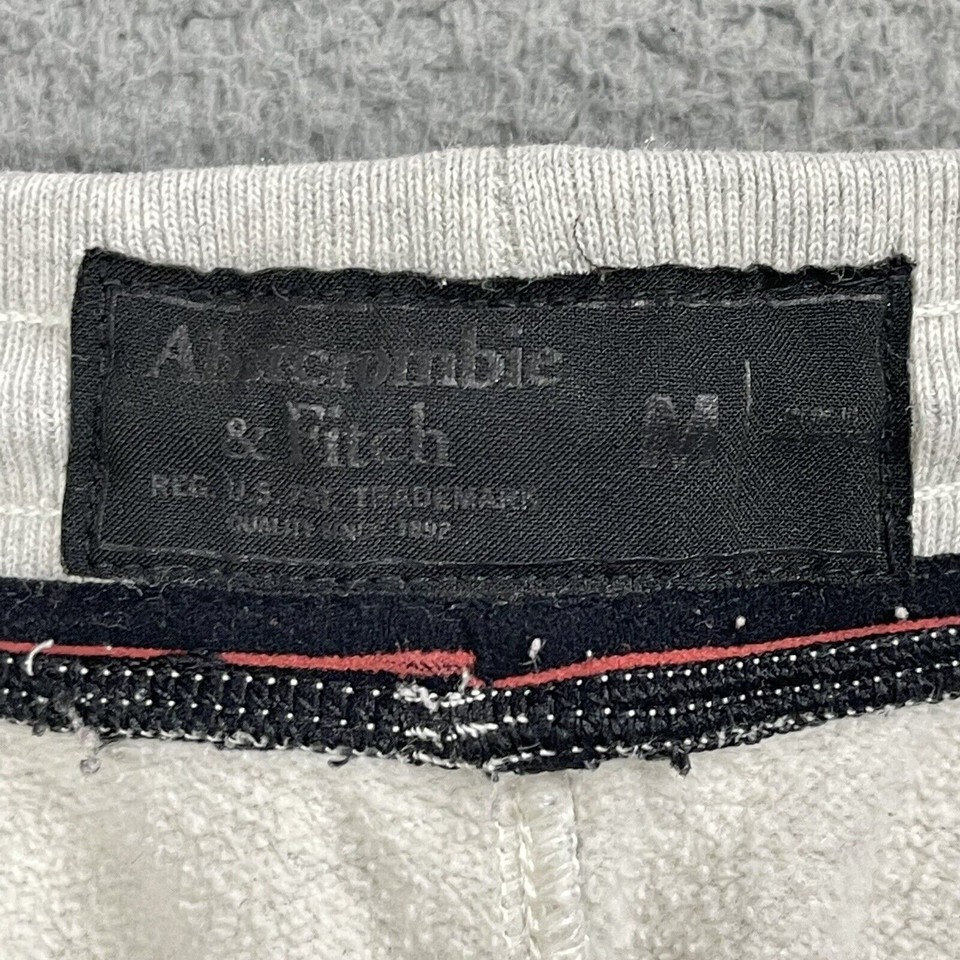 Abercrombie
& Fitch
REG. U.S. PAT. TRADEMARK
QUALITY SINCE 1892
M